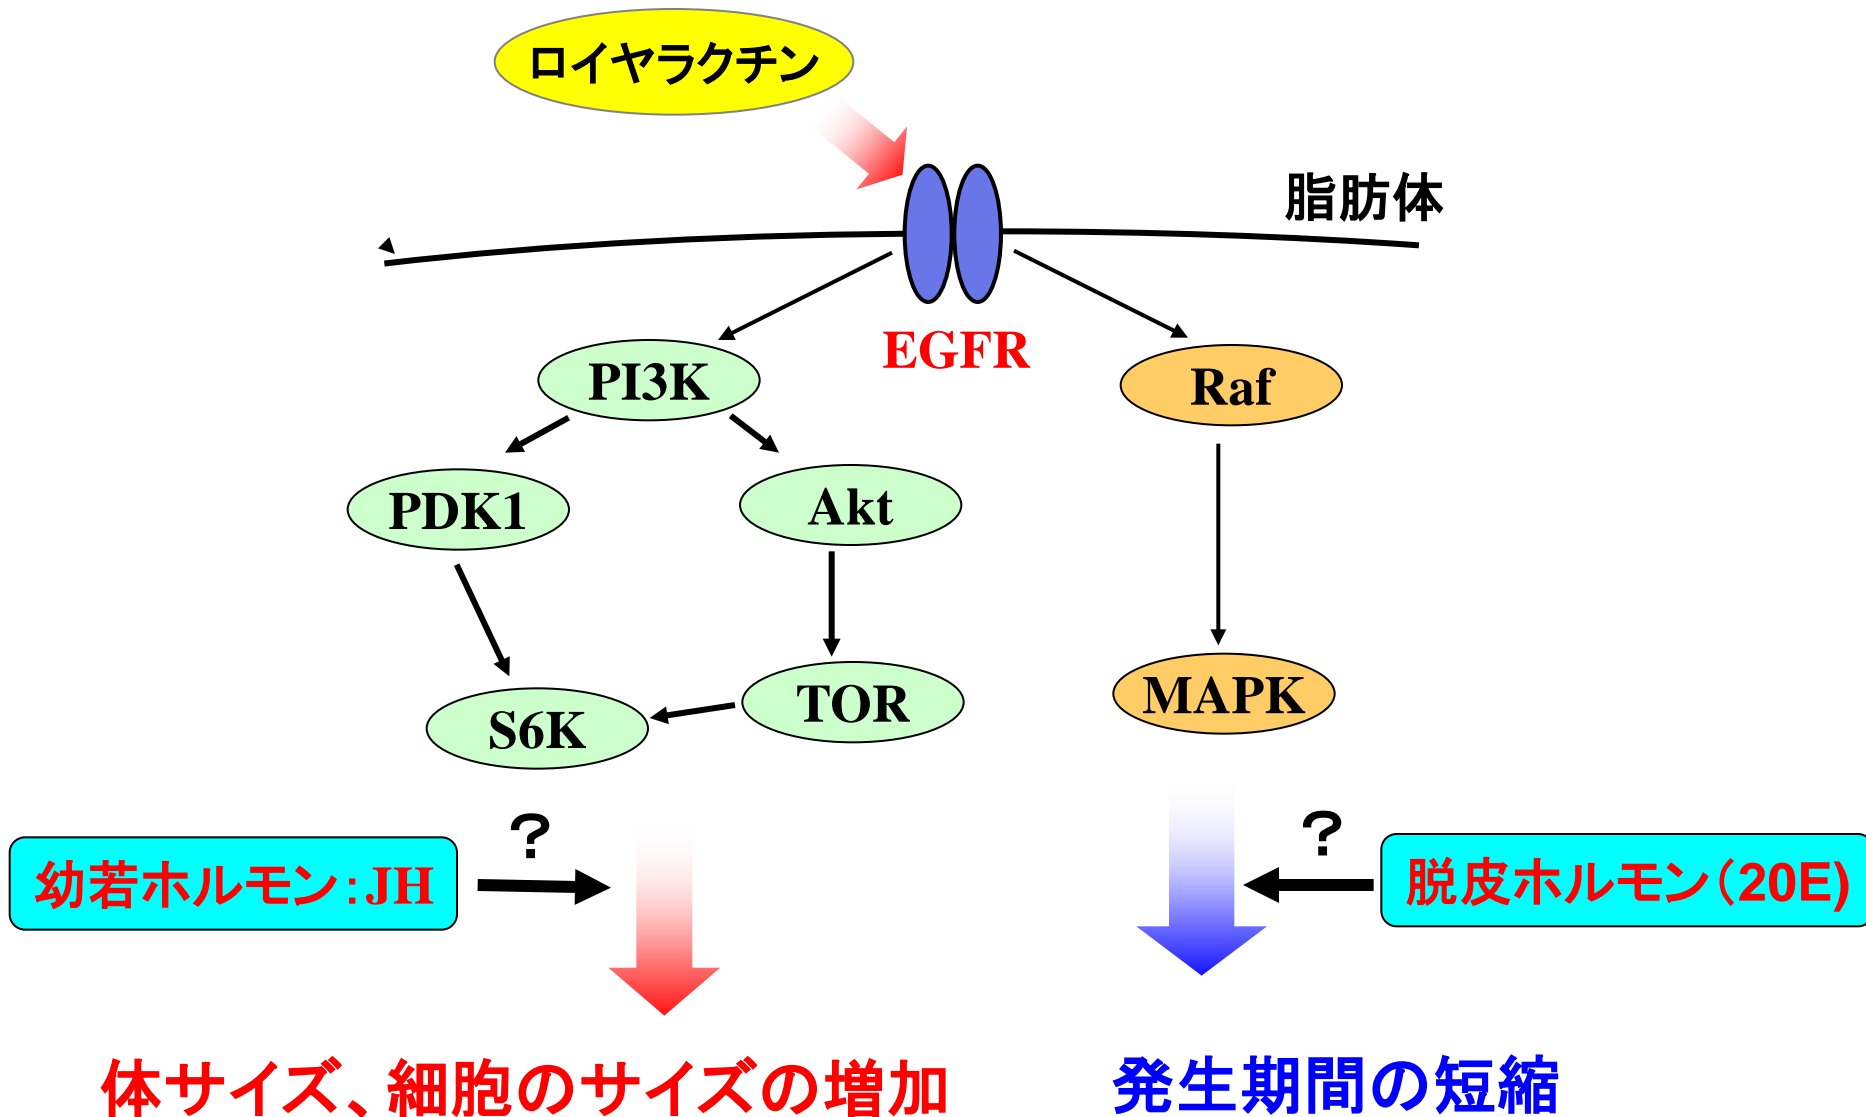 ロイヤラクチン
脂肪体
EGFR
PI3K
Raf
PDK1
Akt
S6K
TOR
MAPK
?
?
幼若ホルモン：JH
脱皮ホルモン（20E)
体サイズ、細胞のサイズの増加
発生期間の短縮